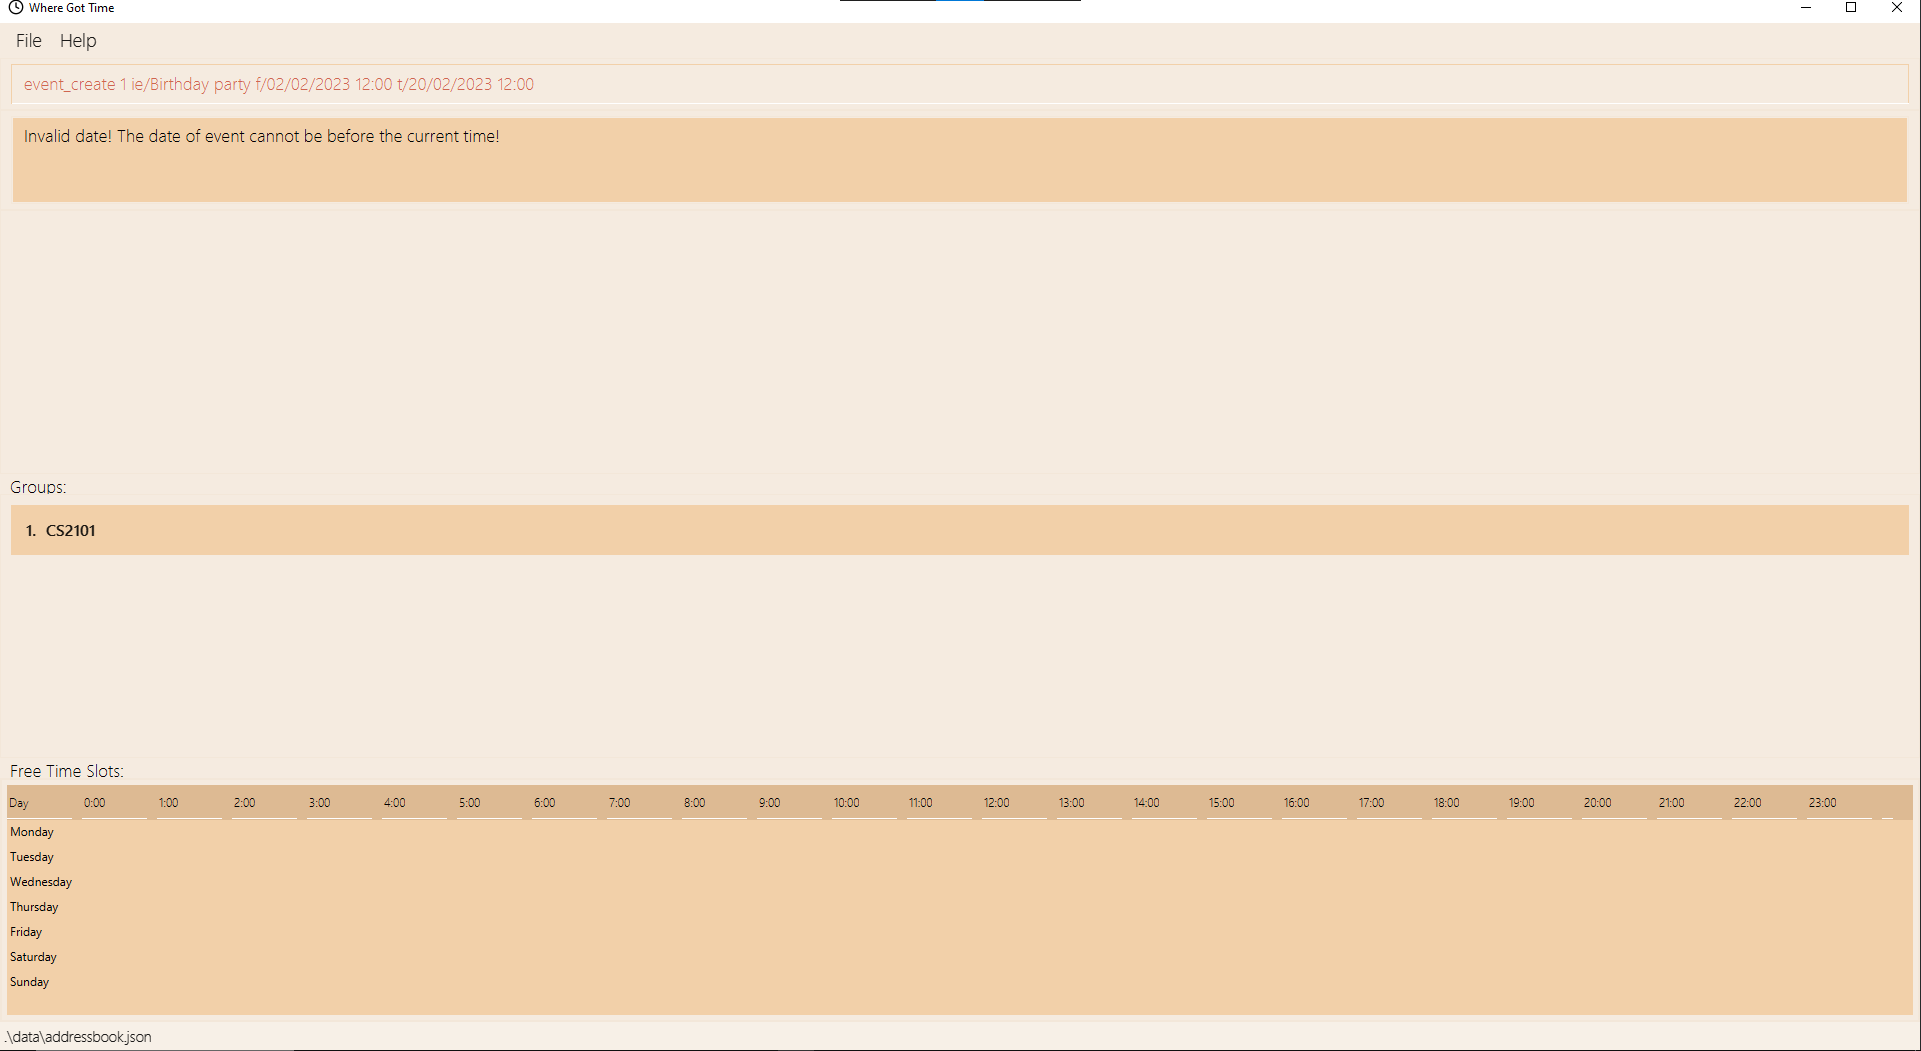 Where Got Time
File Help
event_create 1 ie/Birthday party f/02/02/2023 12:00 t/20/02/2023 12:00
Invalid date! The date of event cannot be before the current time!
Groups:
1. CS2101
Free Time Slots:
Day 0:00 1:00 2:00 3:00 4:00 5:00 6:00 7:00 8:00 9:00 10:00 11:00 12:00 13:00 14:00 15:00 16:00 17:00 18:00 19:00 20:00 21:00 22:00 23:00
Monday
Tuesday
Wednesday
Thursday
Friday
Saturday
Sunday
.\data\addressbook.json